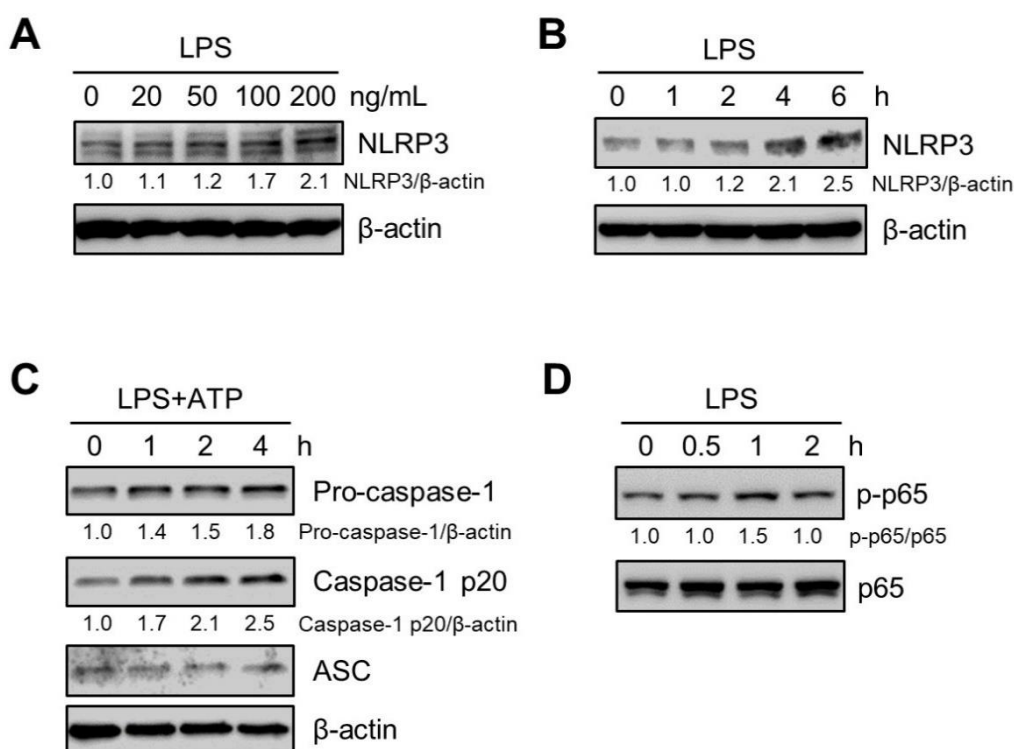 A
LPS
0 20 50 100 200 ng/mL
NLRP3
1.0 1.1 1.2 1.7 2.1 NLRP3/β-actin
β-actin
B
LPS
0 1 2 4 6 h
NLRP3
1.0 1.0 1.2 2.1 2.5 NLRP3/β-actin
β-actin
C
LPS+ATP
0 1 2 4 h
Pro-caspase-1
1.0 1.4 1.5 1.8 Pro-caspase-1/β-actin
Caspase-1 p20
1.0 1.7 2.1 2.5 Caspase-1 p20/β-actin
ASC
β-actin
D
LPS
0 0.5 1 2 h
p-p65
1.0 1.0 1.5 1.0 p-p65/p65
p65